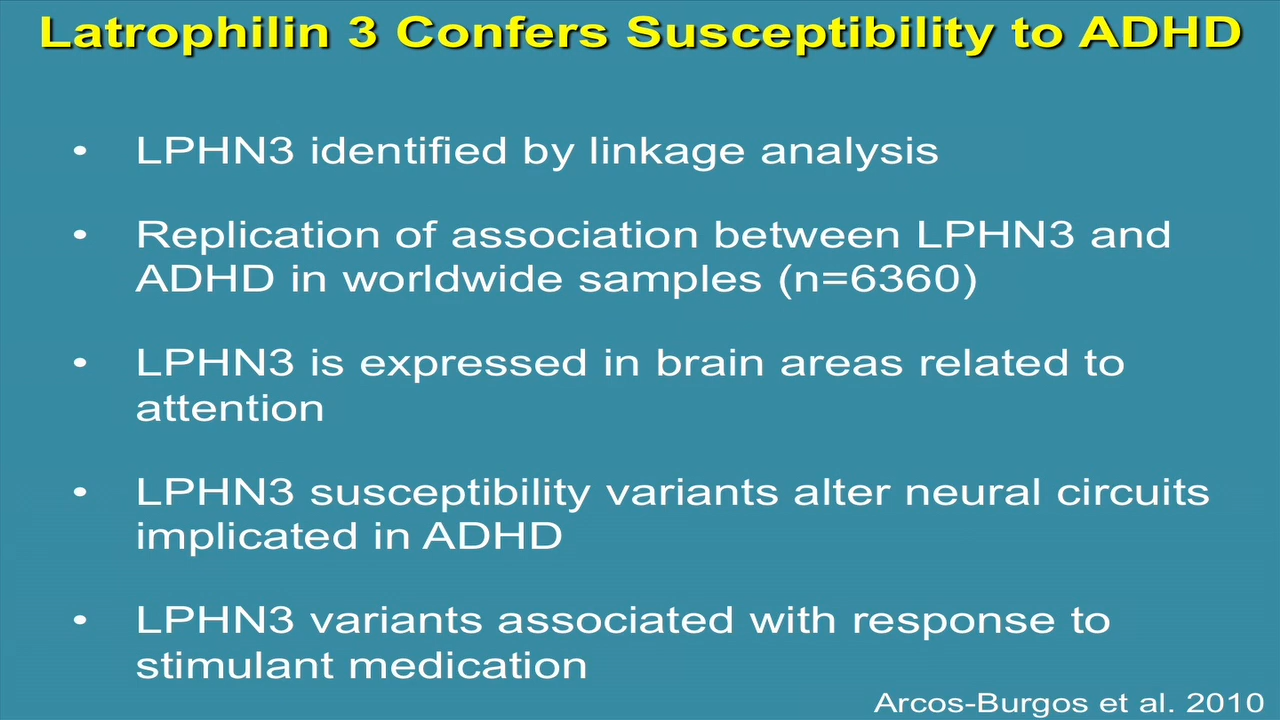 Latrophilin 3 Confers Susceptibility to ADHD
• LPHN3 identified by linkage analysis
• Replication of association between LPHN3 and
ADHD in worldwide samples (n=6360)
• LPHN3 is expressed in brain areas related to
attention
• LPHN3 susceptibility variants alter neural circuits
implicated in ADHD
• LPHN3 variants associated with response to
stimulant medication
Arcos-Burgos et al. 2010